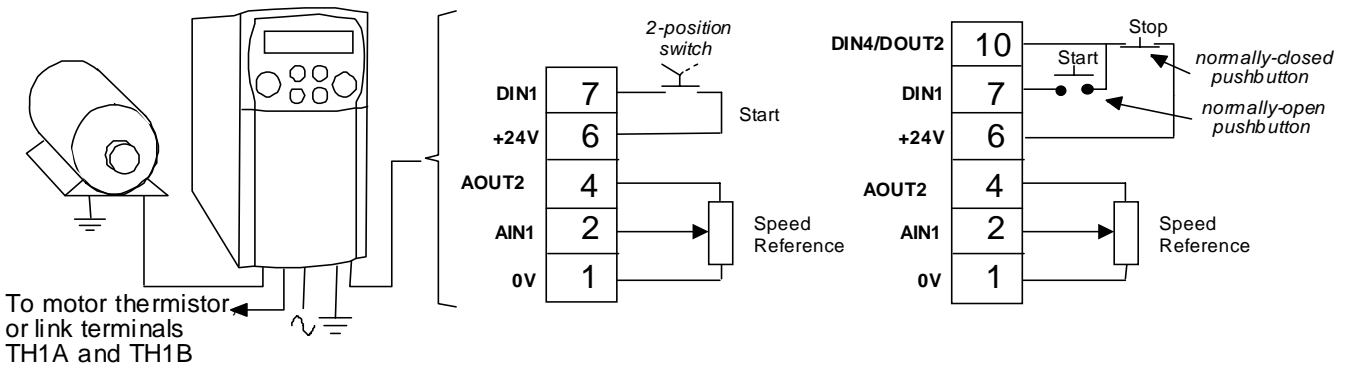 To motor thermistor
or link terminals
TH1A and TH1B
2-position
switch
DIN1 7
Start
+24V 6
AOUT2 4
AIN1 2
Speed
Reference
0V 1
DIN4/DOUT2 10
Stop
normally-closed
pushbutton
Start
DIN1 7
normally-open
pushbutton
+24V 6
AOUT2 4
AIN1 2
Speed
Reference
0V 1